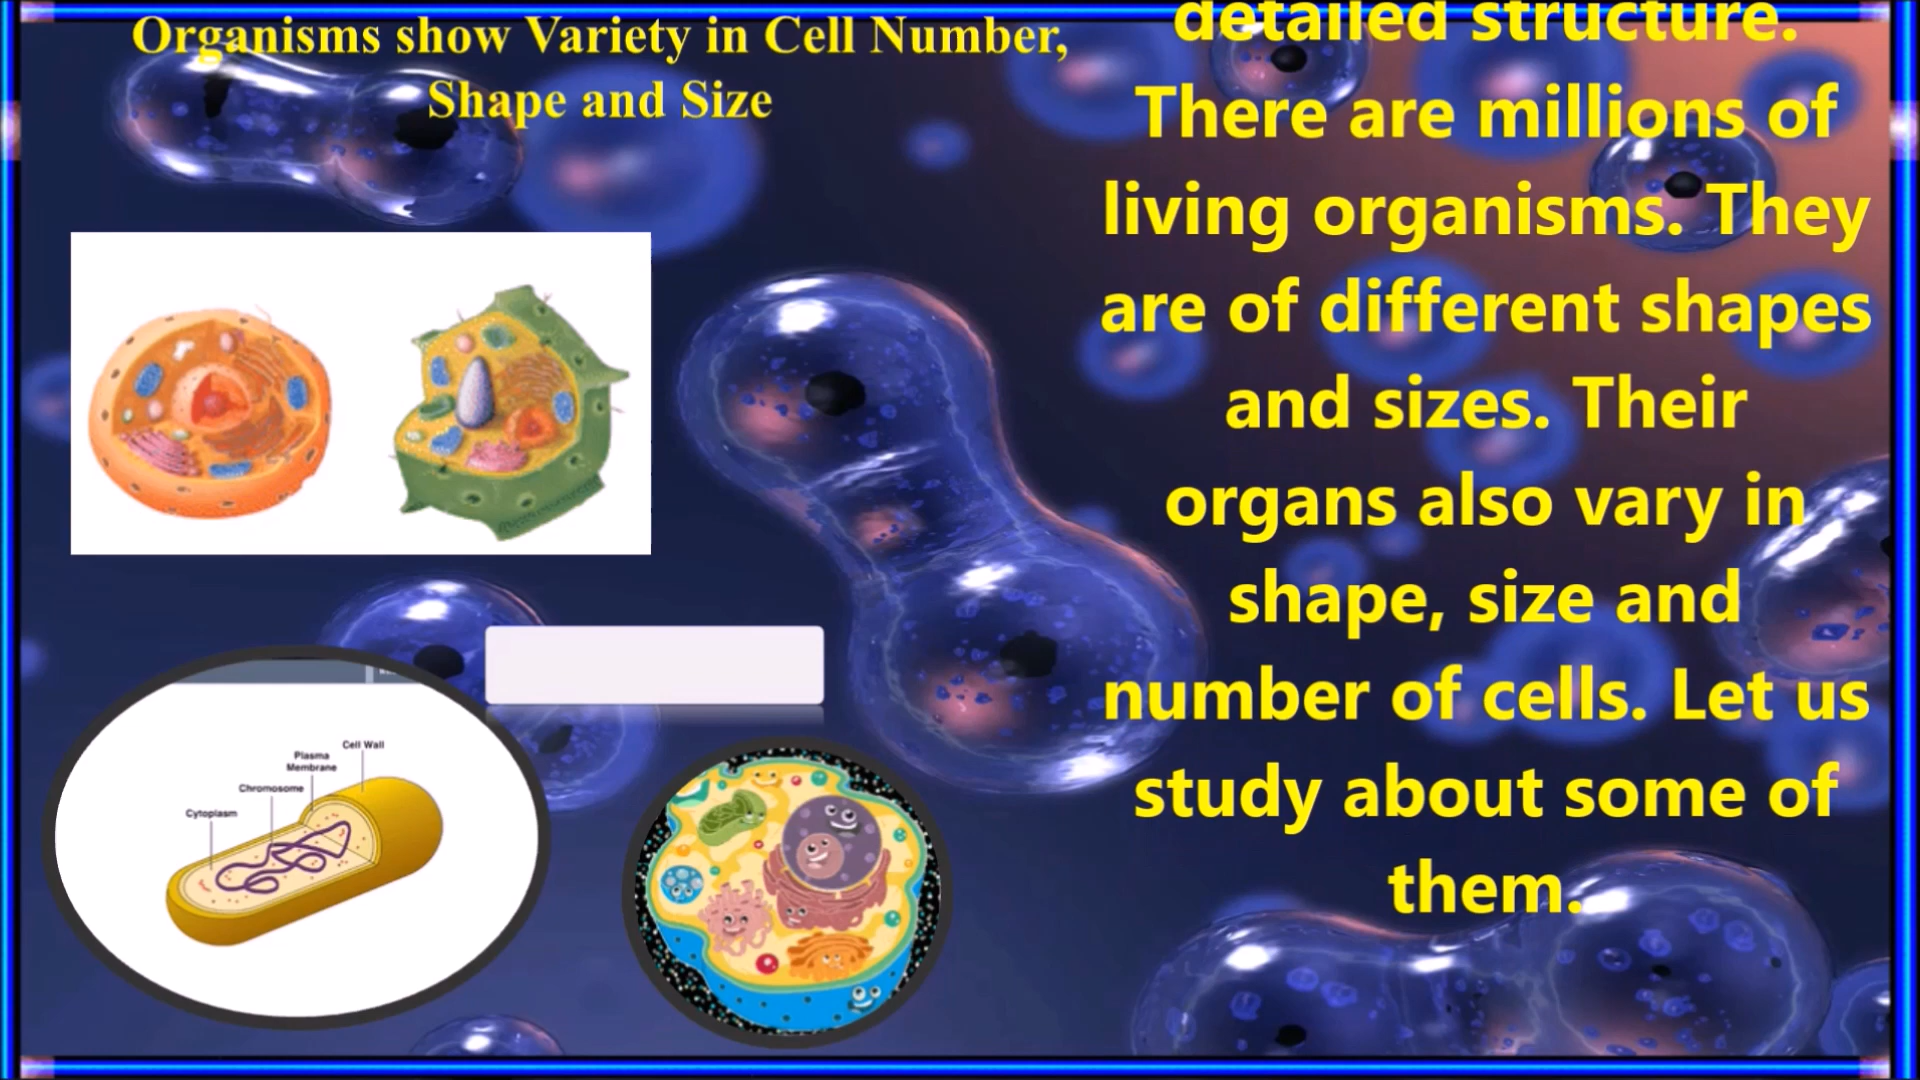 Organisms show Variety in Cell Number,
Shape and Size
detailed structure.
There are millions of
living organisms. They
are of different shapes
and sizes. Their
organs also vary in
shape, size and
number of cells. Let us
study about some of
them.
Cell Wall
Plasma
Membrane
Chromosome
Cytoplasm